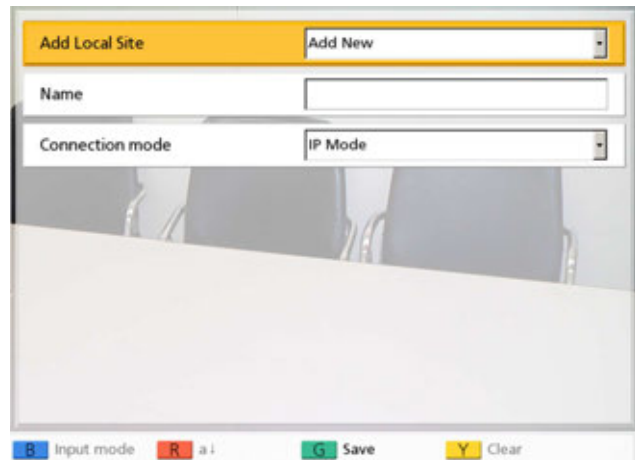 Add Local Site Add New
Name
Connection mode IP Mode
B Input mode R a↓ G Save Y Clear